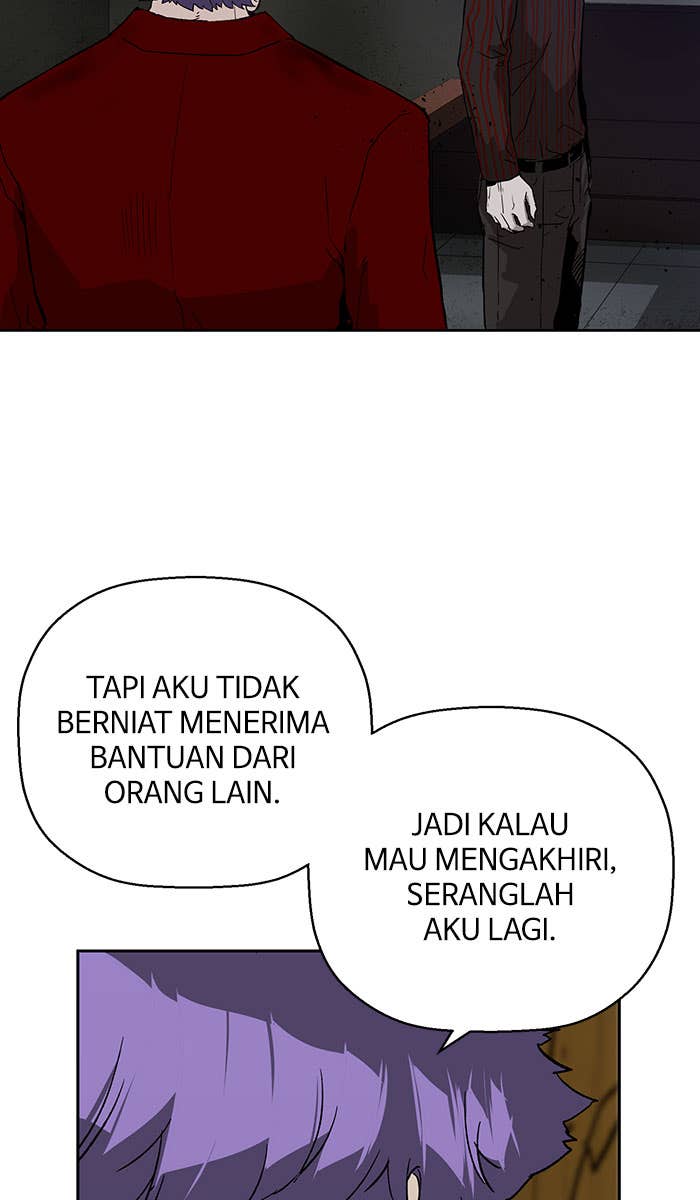 TAPI AKU TIDAK
BERNIAT MENERIMA
BANTUAN DARI
ORANG LAIN.
JADI KALAU
MAU MENGAKHIRI,
SERANGLAH
AKU LAGI.